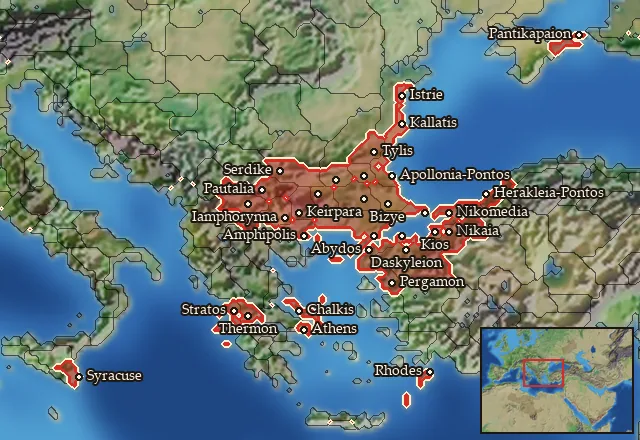 Pantikapaion
Istrie
Kallatis
Tylis
Serdike
Apollonia-Pontos
Pautalia
Herakleia-Pontos
Iamphorynna
Keirpara
Bizye
Nikomedia
Amphipolis
Nikaia
Abydos
Kios
Daskyleion
Pergamon
Stratos
Chalkis
Thermon
Athens
Rhodes
Syracuse